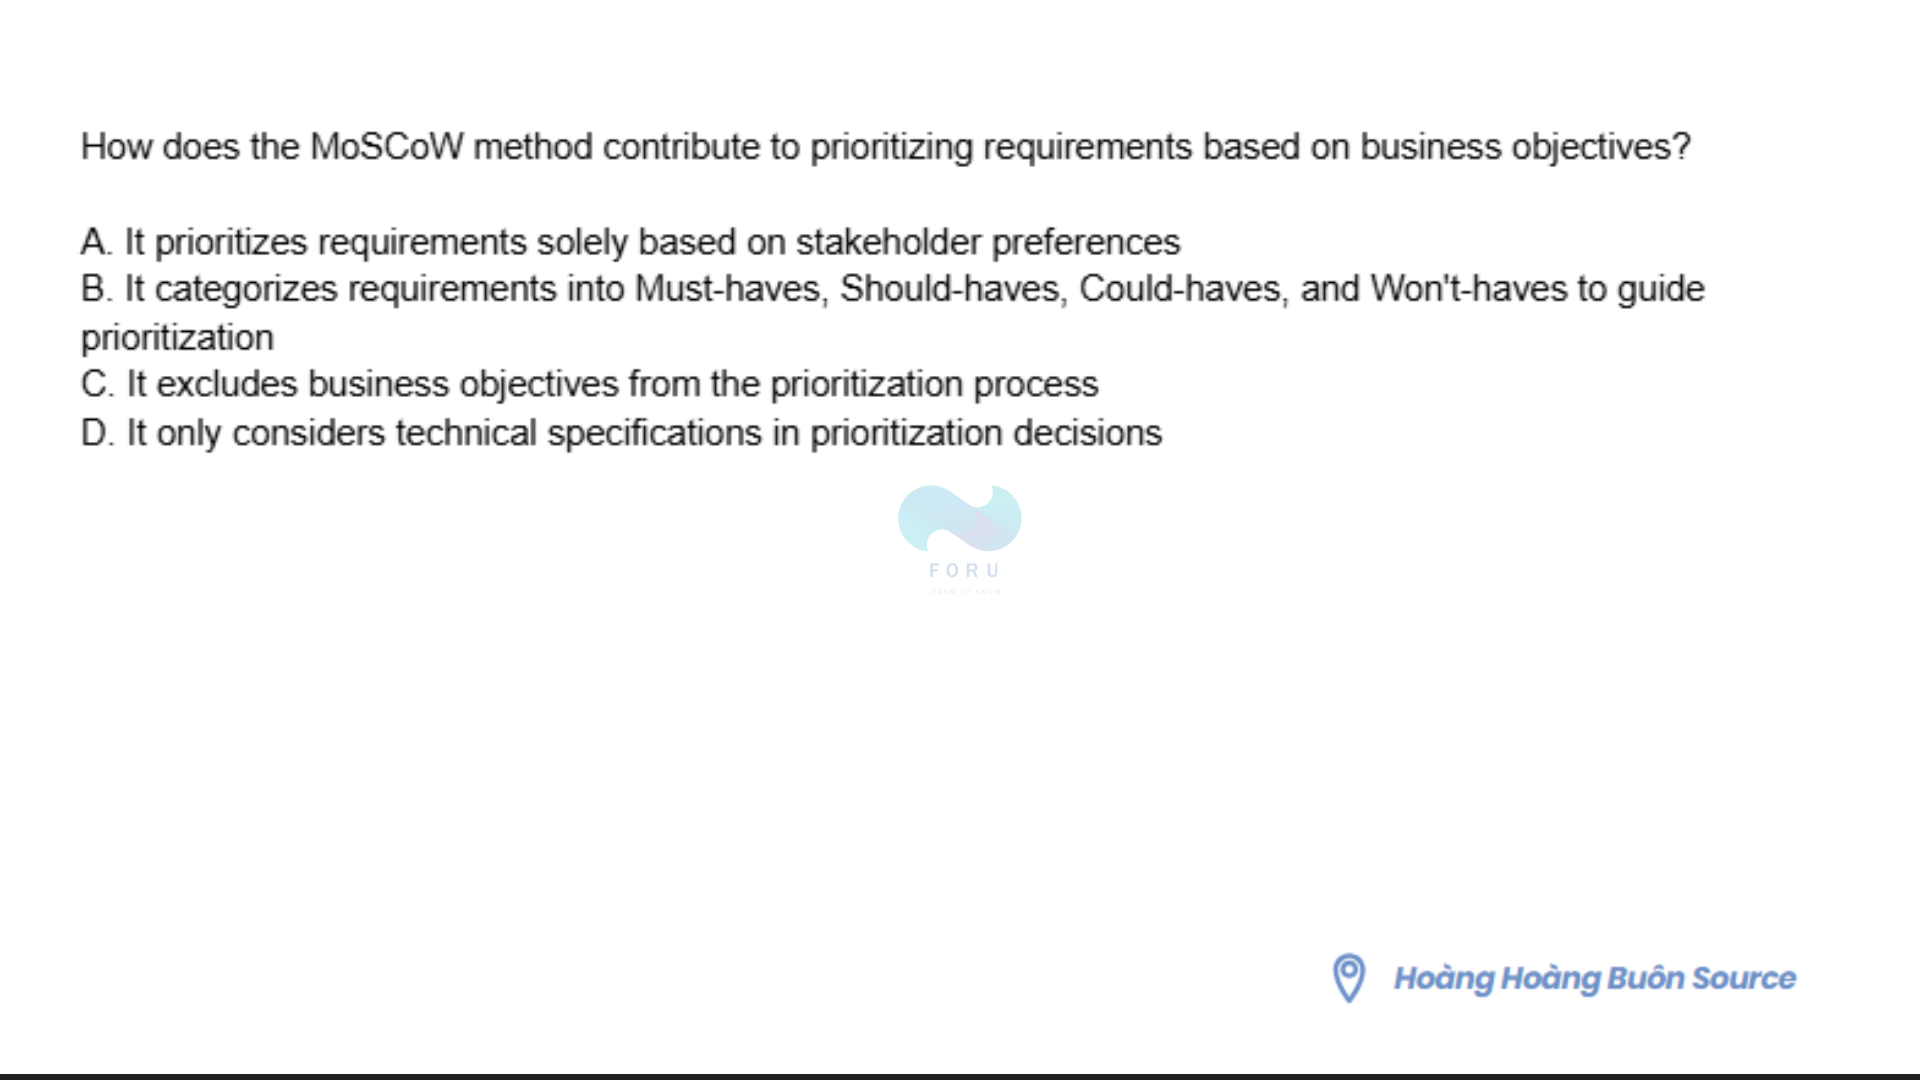 How does the MoSCoW method contribute to prioritizing requirements based on business objectives?
A. It prioritizes requirements solely based on stakeholder preferences
B. It categorizes requirements into Must-haves, Should-haves, Could-haves, and Won't-haves to guide
prioritization
C. It excludes business objectives from the prioritization process
D. It only considers technical specifications in prioritization decisions
FORU
LEARN TO KNOW
Hoàng Hoàng Buôn Source